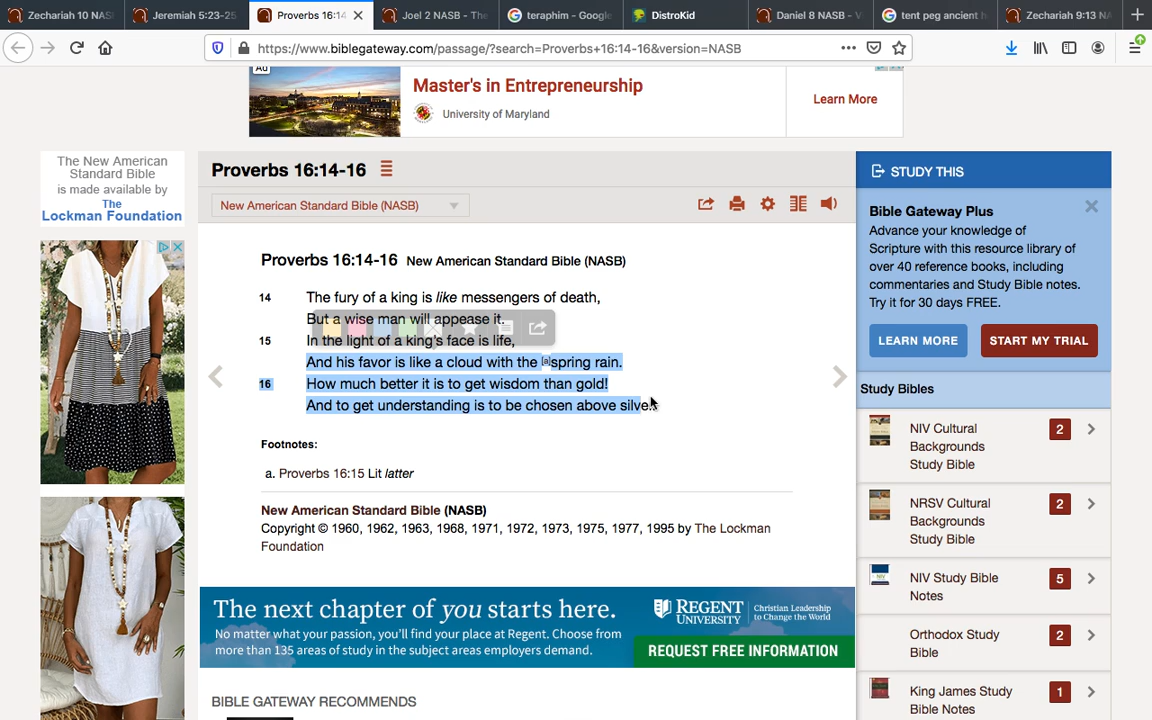 Zechariah 10 NAS
Jeremiah 5:23-25
Proverbs 16:14
Joel 2 NASB - The
teraphim - Google
DistroKid
Daniel 8 NASB - V
tent peg ancient h
Zechariah 9:13 NA
https://www.biblegateway.com/passage/?search=Proverbs+16:14-16&version=NASB
Ad
Master's in Entrepreneurship
University of Maryland
Learn More
The New American
Standard Bible
is made available by
The
Lockman Foundation
Proverbs 16:14-16
New American Standard Bible (NASB)
Proverbs 16:14-16 New American Standard Bible (NASB)
14 The fury of a king is like messengers of death,
But a wise man will appease it.
15 In the light of a king's face is life,
And his favor is like a cloud with the [a]spring rain.
16 How much better it is to get wisdom than gold!
And to get understanding is to be chosen above silver.
Footnotes:
a. Proverbs 16:15 Lit latter
New American Standard Bible (NASB)
Copyright © 1960, 1962, 1963, 1968, 1971, 1972, 1973, 1975, 1977, 1995 by The Lockman
Foundation
The next chapter of you starts here.
No matter what your passion, you'll find your place at Regent. Choose from
more than 135 areas of study in the subject areas employers demand.
REGENT
UNIVERSITY
Christian Leadership
to Change the World
REQUEST FREE INFORMATION
BIBLE GATEWAY RECOMMENDS
STUDY THIS
Bible Gateway Plus
Advance your knowledge of
Scripture with this resource library of
over 40 reference books, including
commentaries and Study Bible notes.
Try it for 30 days FREE.
LEARN MORE
START MY TRIAL
Study Bibles
NIV Cultural
Backgrounds
Study Bible
2
NRSV Cultural
Backgrounds
Study Bible
2
NIV Study Bible
Notes
5
Orthodox Study
Bible
2
King James Study
Bible Notes
1